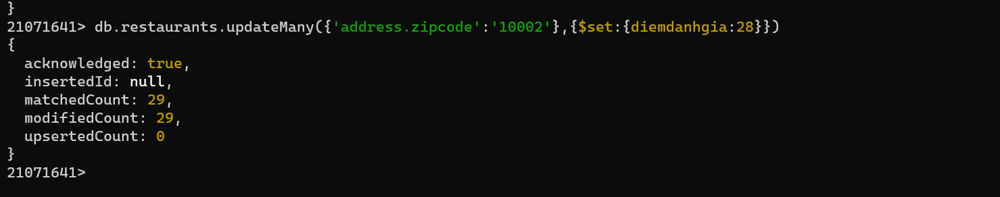 }
21071641> db.restaurants.updateMany({'address.zipcode':'10002'},{$set:{diemdanhgia:28}})
{
  acknowledged: true,
  insertedId: null,
  matchedCount: 29,
  modifiedCount: 29,
  upsertedCount: 0
}
21071641>